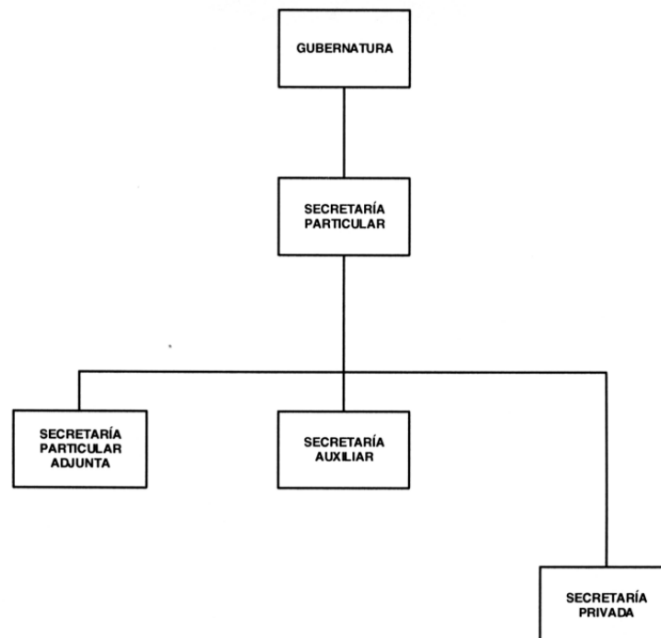 GUBERNATURA
SECRETARÍA
PARTICULAR
SECRETARÍA
PARTICULAR
ADJUNTA
SECRETARÍA
AUXILIAR
SECRETARÍA
PRIVADA